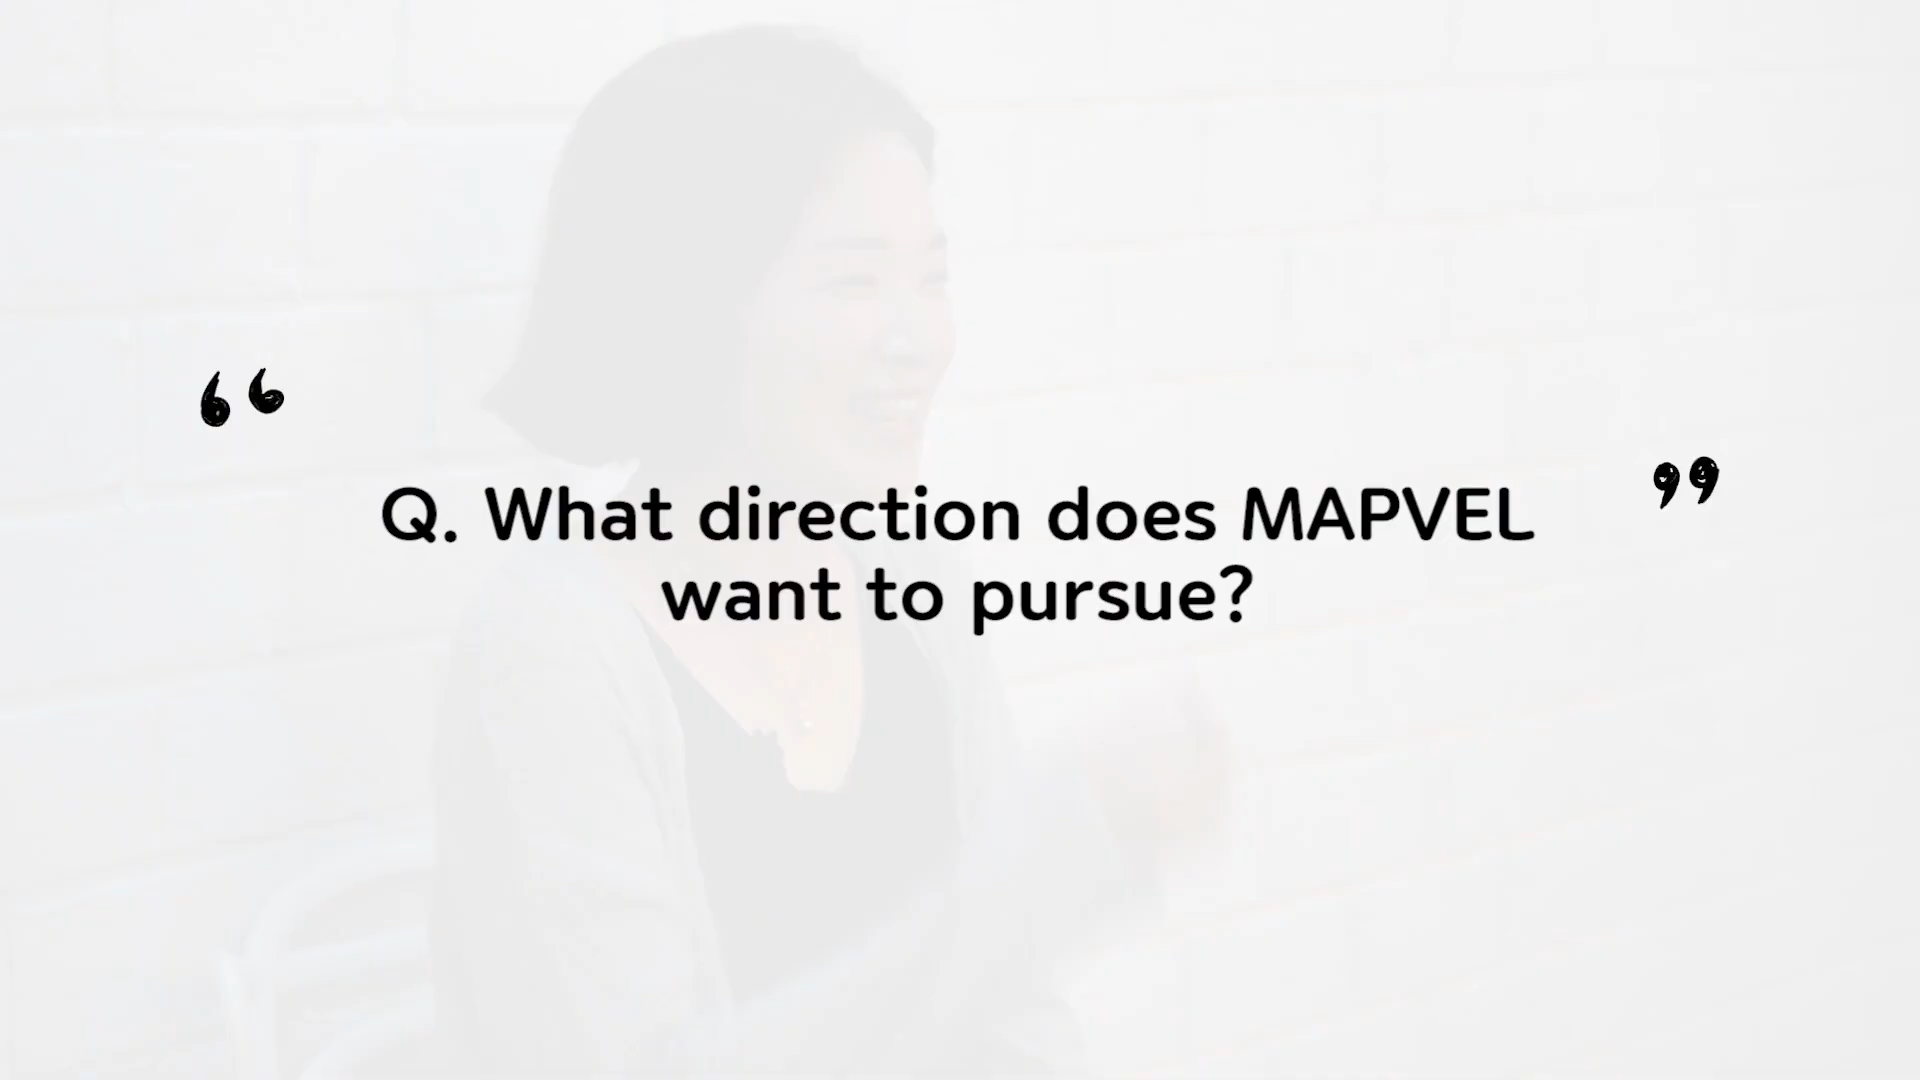 “
Q. What direction does MAPVEL
want to pursue?
”